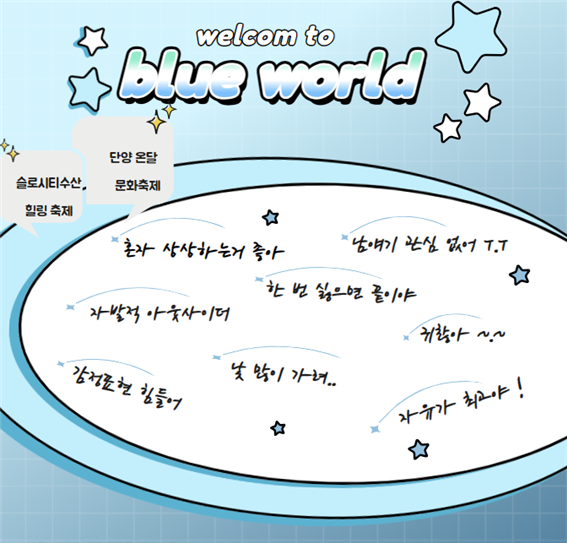 welcom to
blue world
단양 온달
문화축제
슬로시티수산
힐링 축제
혼자 상상하는거 좋아
남얘기 관심 없어 T.T
한 번 싫으면 끝이야
자발적 아웃사이더
귀찮아 ~.~
낯 많이 가려..
감정표현 힘들어
자유가 최고야!